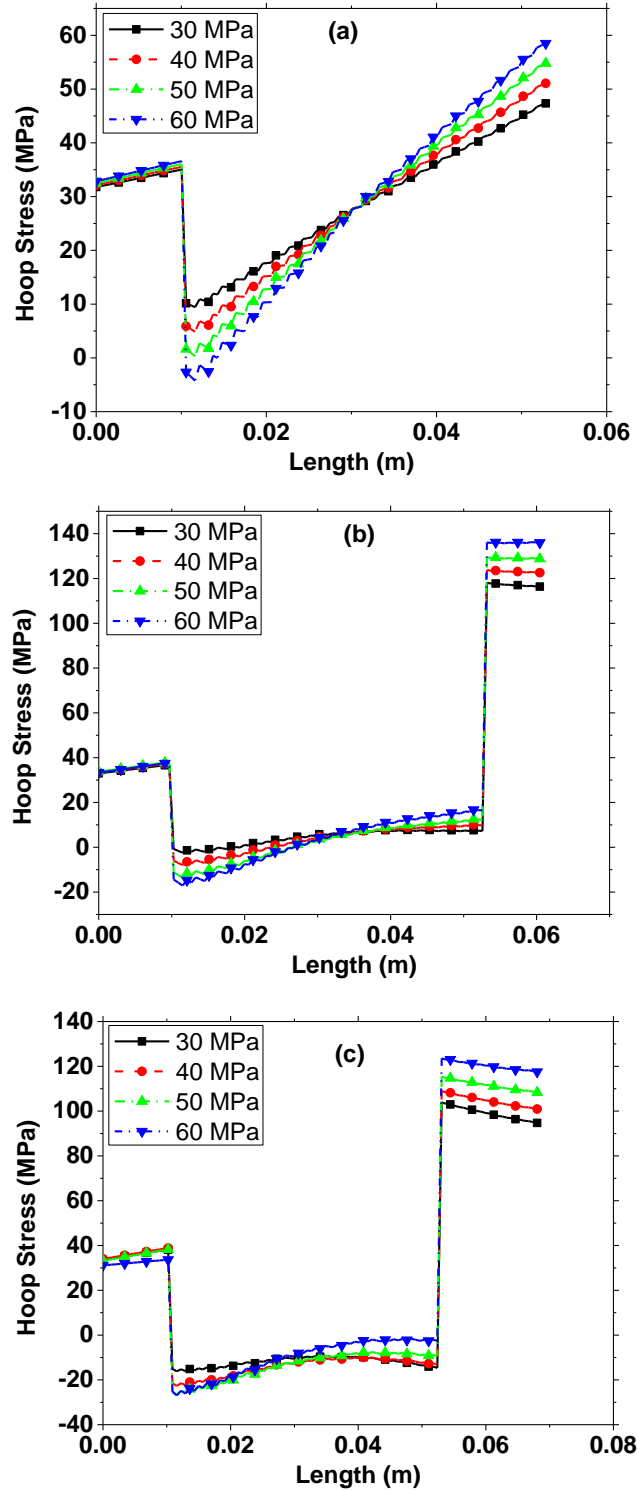 (a)
30 MPa
40 MPa
50 MPa
60 MPa
Hoop Stress (MPa)
60
50
40
30
20
10
0
-10
0.00 0.02 0.04 0.06
Length (m)
(b)
30 MPa
40 MPa
50 MPa
60 MPa
Hoop Stress (MPa)
140
120
100
80
60
40
20
0
-20
0.00 0.02 0.04 0.06
Length (m)
(c)
30 MPa
40 MPa
50 MPa
60 MPa
Hoop Stress (MPa)
140
120
100
80
60
40
20
0
-20
-40
0.00 0.02 0.04 0.06 0.08
Length (m)